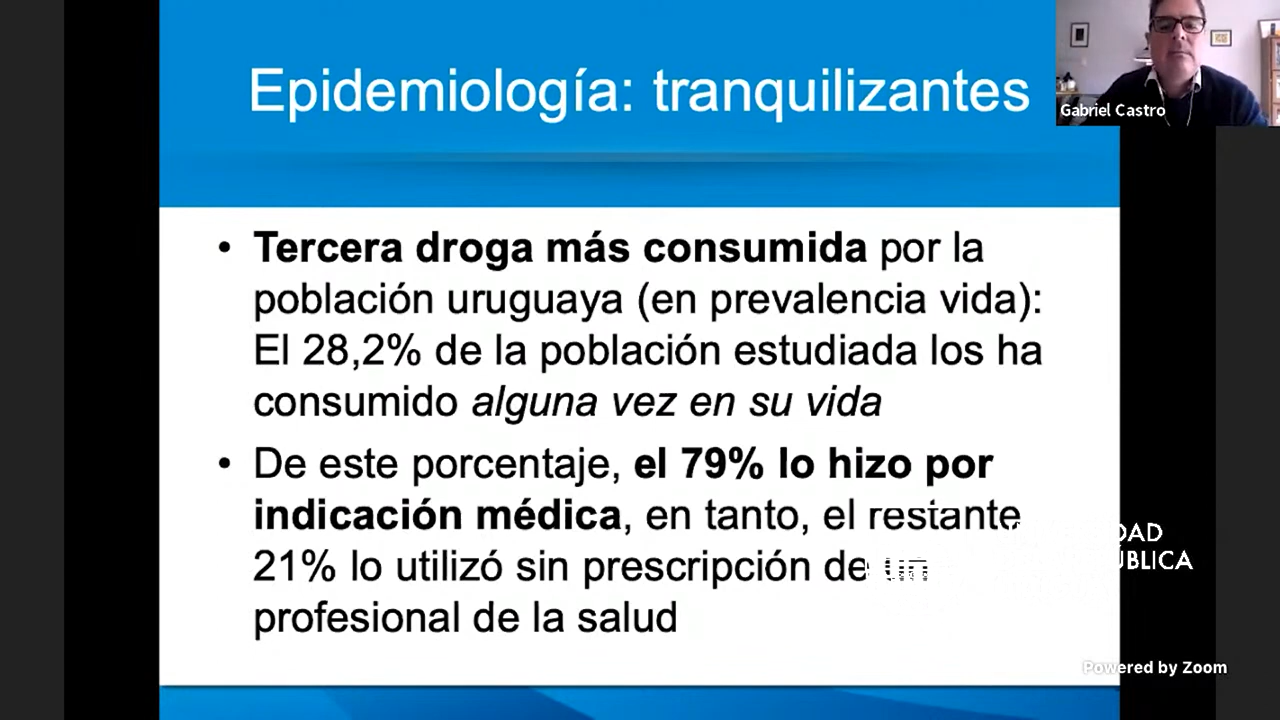 Epidemiología: tranquilizantes
Gabriel Castro
• Tercera droga más consumida por la
población uruguaya (en prevalencia vida):
El 28,2% de la población estudiada los ha
consumido alguna vez en su vida
• De este porcentaje, el 79% lo hizo por
indicación médica, en tanto, el restante
21% lo utilizó sin prescripción de
profesional de la salud
Powered by Zoom